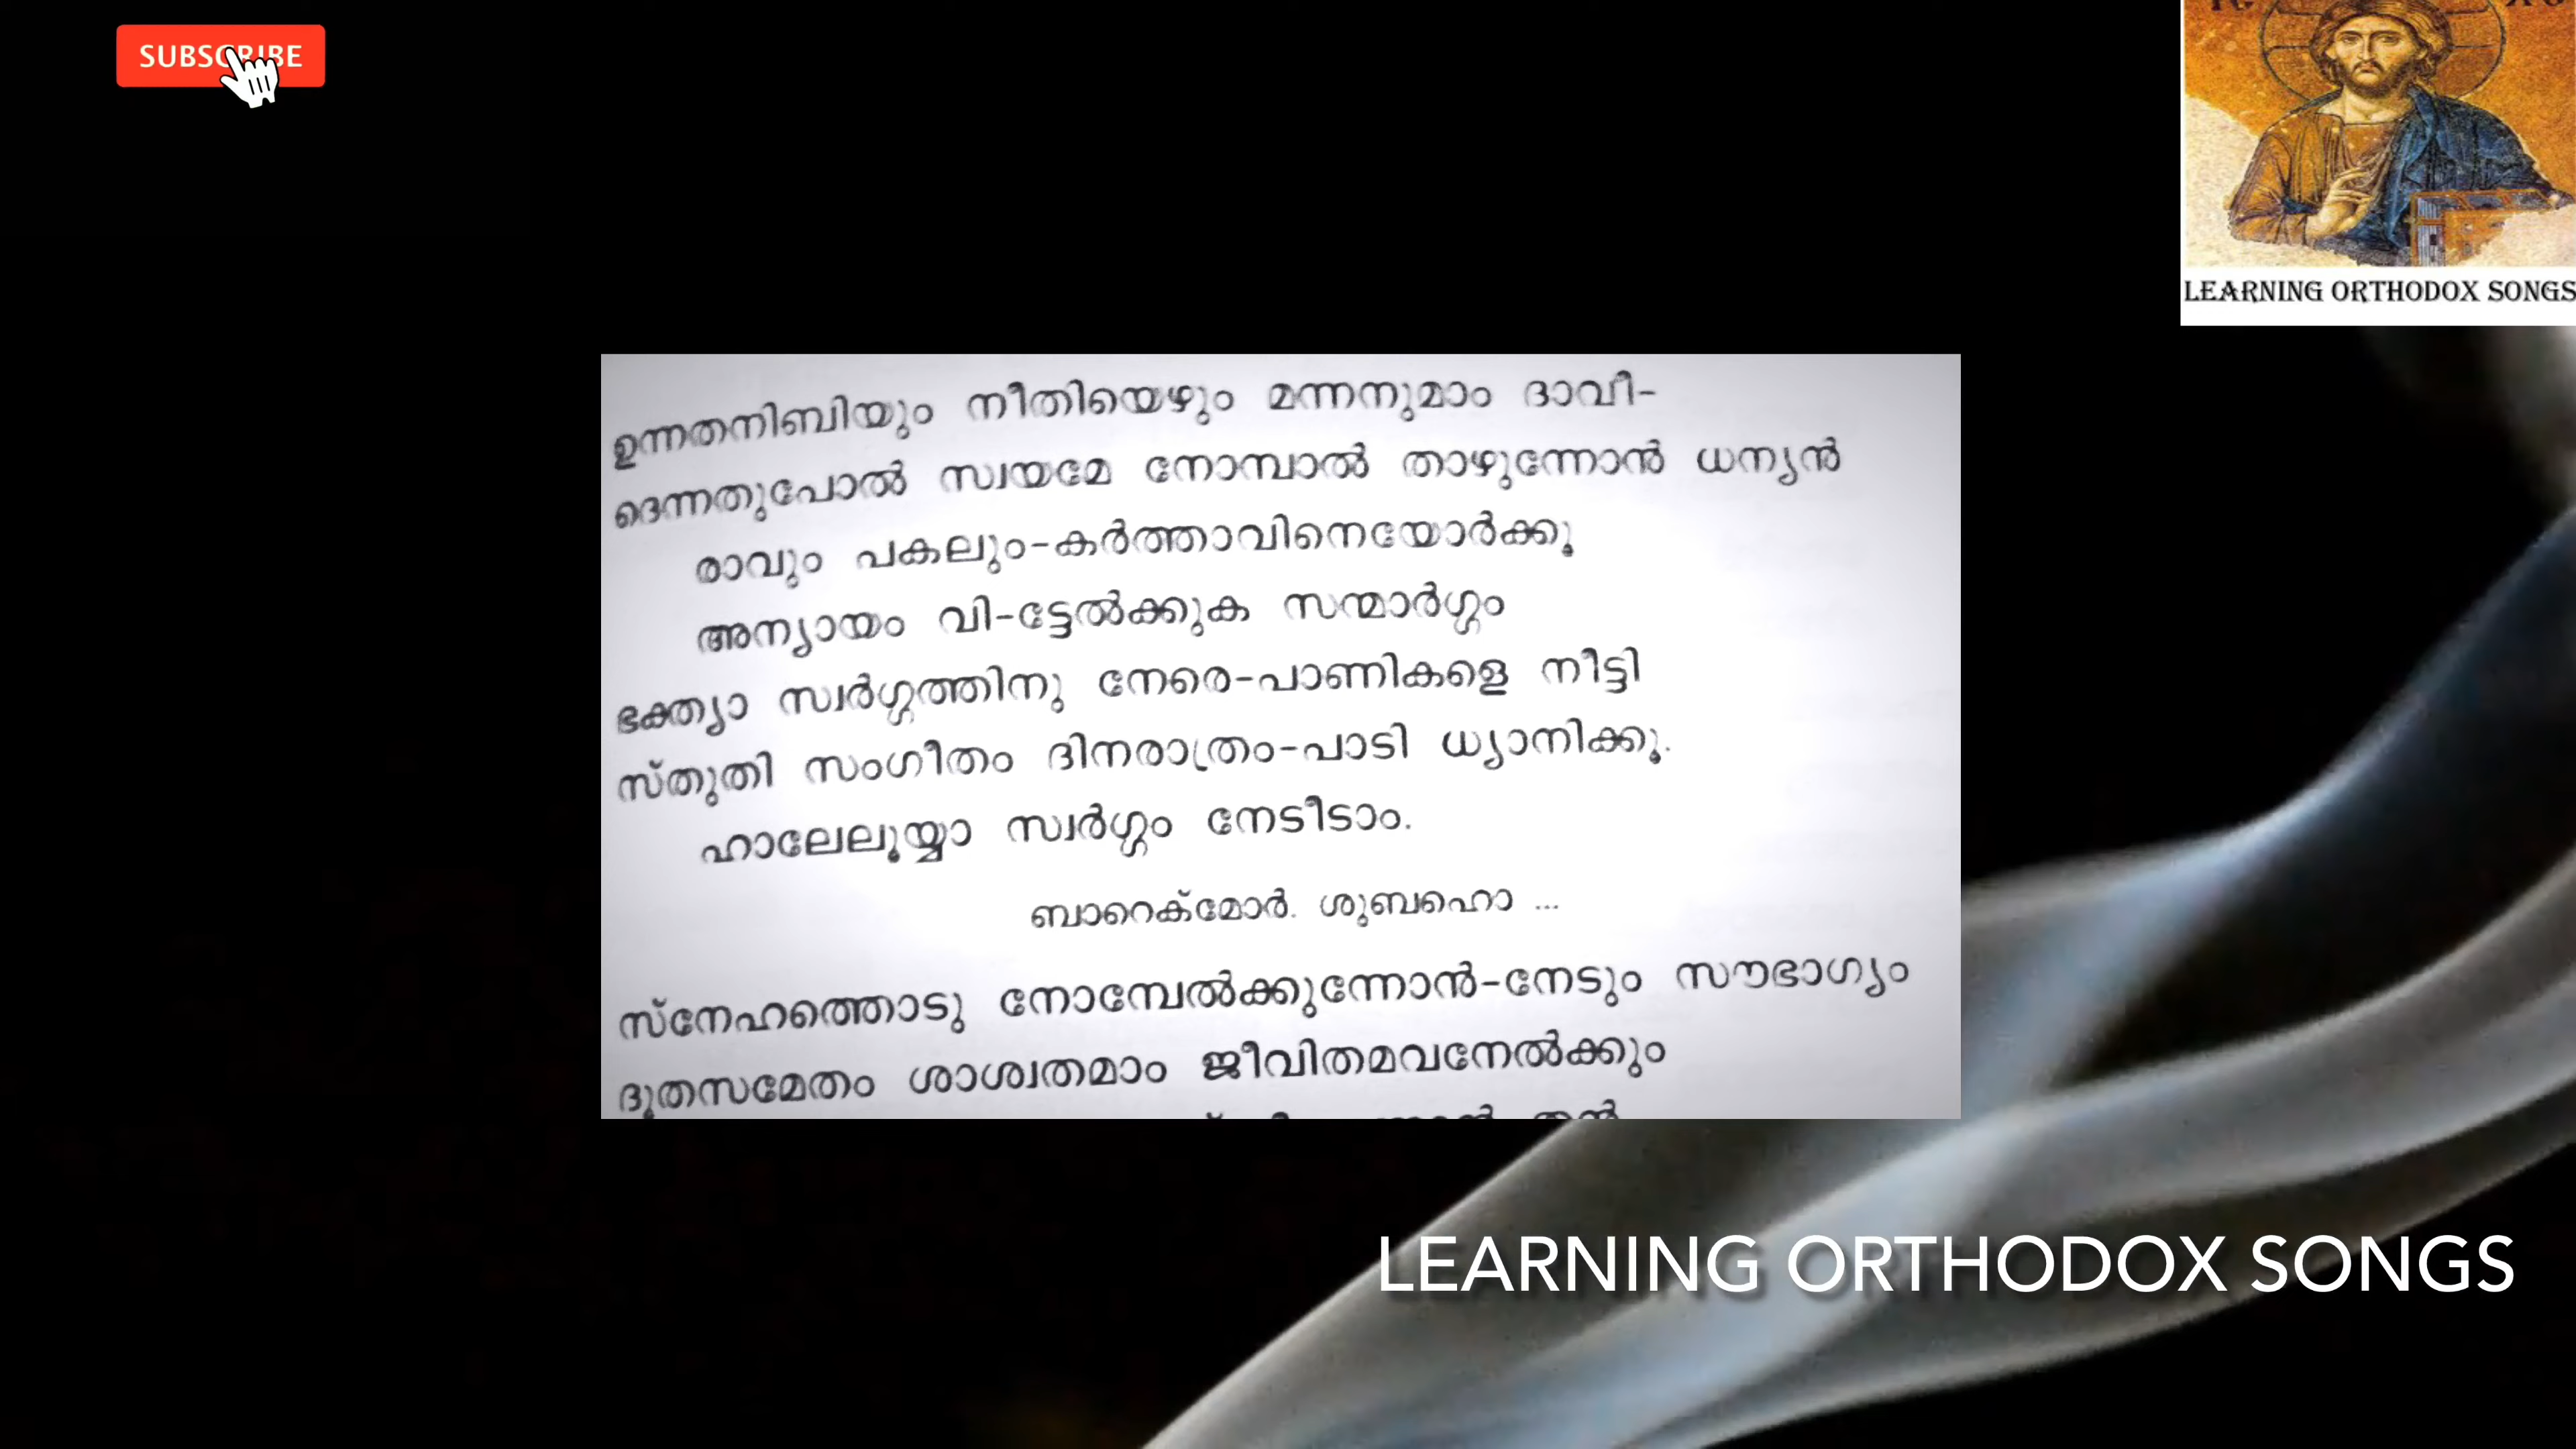 SUBSCRIBE
LEARNING ORTHODOX SONGS
ഉന്നതനിബിയും നീതിയെഴും മന്നനുമാം ദാവീ-
ദെന്നതുപോൽ സ്വയമേ നോമ്പാൽ താഴുന്നോൻ ധന്യൻ
രാവും പകലും-കർത്താവിനെയോർക്കൂ
അന്യായം വി-ട്ടേൽക്കുക സന്മാർഗ്ഗം
ഭക്ത്യാ സ്വർഗ്ഗത്തിനു നേരെ-പാണികളെ നീട്ടി
സ്തുതി സംഗീതം ദിനരാത്രം-പാടി ധ്യാനിക്കൂ.
ഹാലേലൂയ്യാ സ്വർഗ്ഗം നേടീടാം.
ബാറെക്മോർ. ശുബഹൊ ...
സ്നേഹത്തൊടു നോമ്പേൽക്കുന്നോൻ-നേടും സൗഭാഗ്യം
ദൂതസമേതം ശാശ്വതമാം ജീവിതമവനേൽക്കും
LEARNING ORTHODOX SONGS